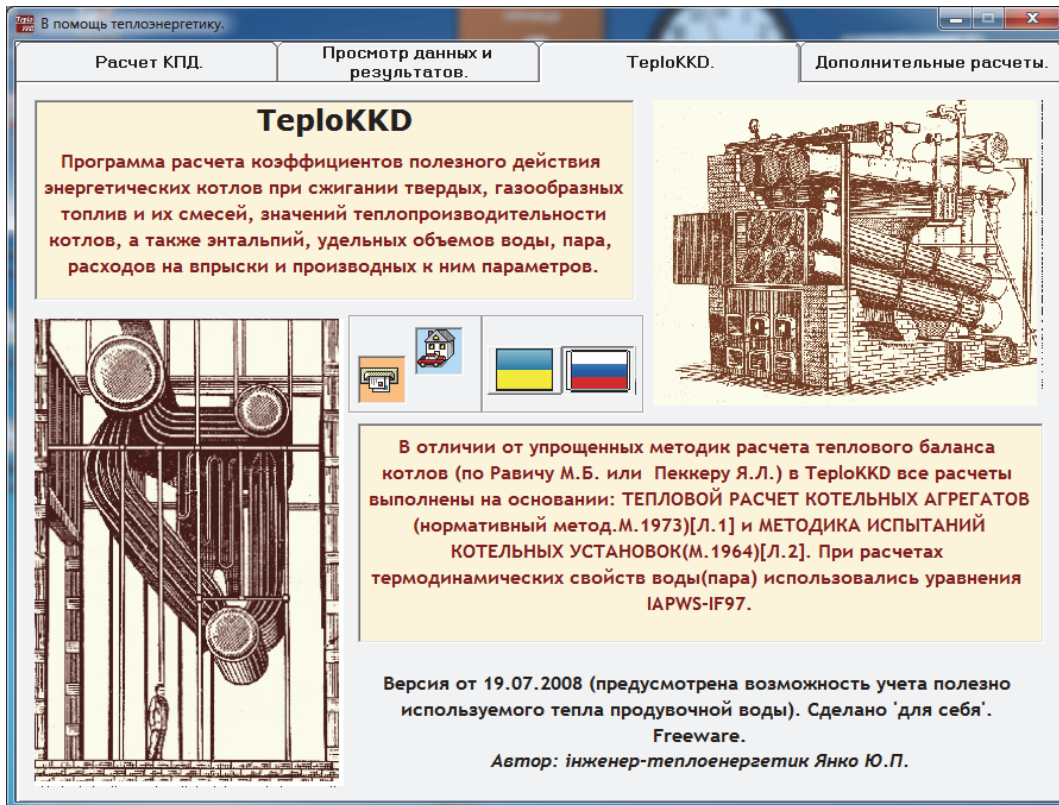 В помощь теплоэнергетику.
Расчет КПД.
Просмотр данных и
результатов.
TeploKKD.
Дополнительные расчеты.
TeploKKD
Программа расчета коэффициентов полезного действия
энергетических котлов при сжигании твердых, газообразных
топлив и их смесей, значений теплопроизводительности
котлов, а также энтальпий, удельных объемов воды, пара,
расходов на впрыски и производных к ним параметров.
В отличии от упрощенных методик расчета теплового баланса
котлов (по Равичу М.Б. или Пеккеру Я.Л.) в TeploKKD все расчеты
выполнены на основании: ТЕПЛОВОЙ РАСЧЕТ КОТЕЛЬНЫХ АГРЕГАТОВ
(нормативный метод.М.1973)[Л.1] и МЕТОДИКА ИСПЫТАНИЙ
КОТЕЛЬНЫХ УСТАНОВОК(М.1964)[Л.2]. При расчетах
термодинамических свойств воды(пара) использовались уравнения
IAPWS-IF97.
Версия от 19.07.2008 (предусмотрена возможность учета полезно
используемого тепла продувочной воды). Сделано 'для себя'.
Freeware.
Автор: інженер-теплоенергетик Янко Ю.П.